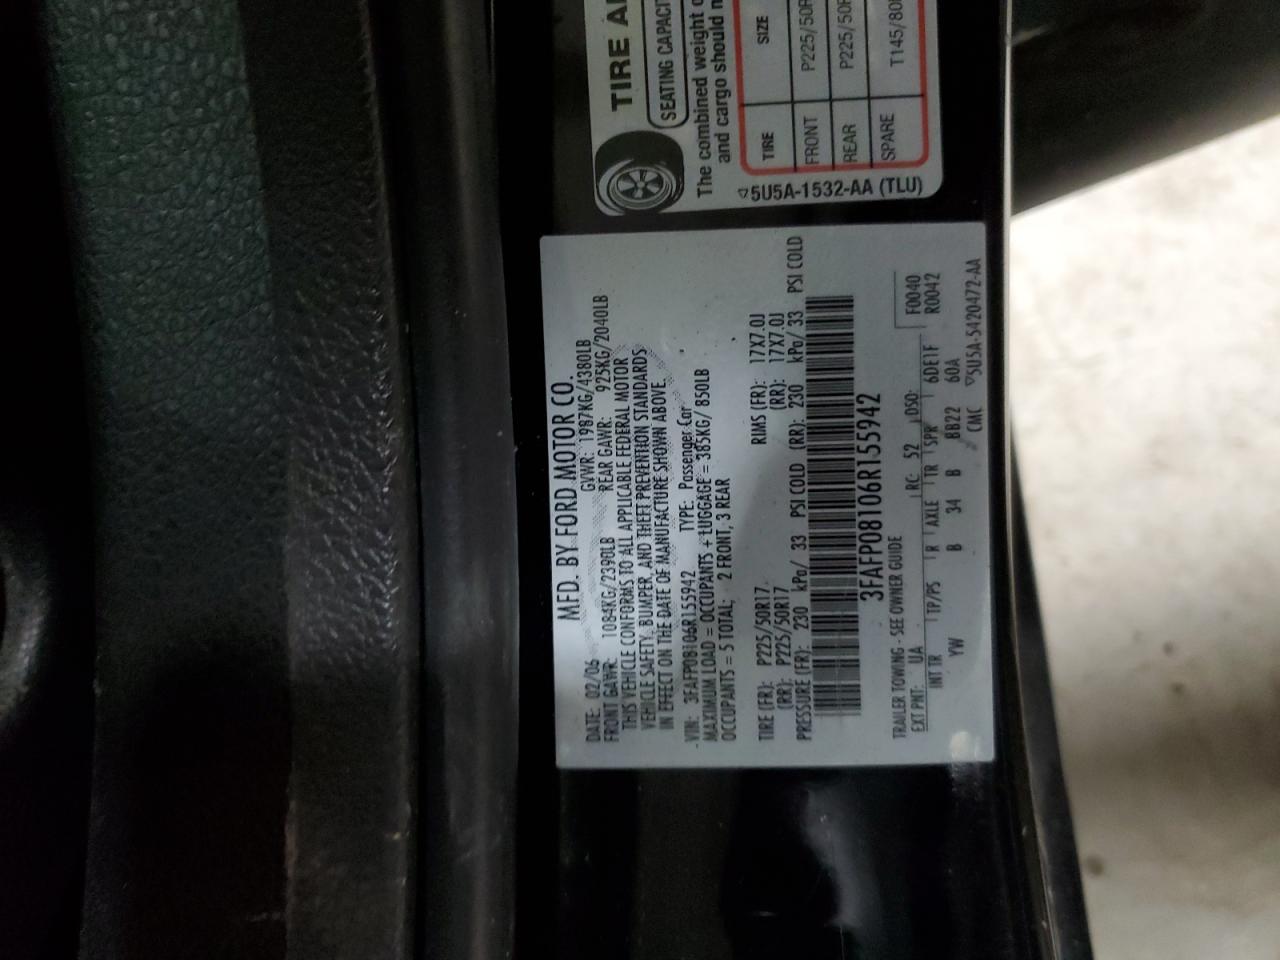 MFD. BY FORD MOTOR CO.
DATE: 02/06 GVWR: 1987KG/4380LB
FRONT GAWR: 1084KG/2390LB REAR GAWR: 925KG/2040LB
THIS VEHICLE CONFORMS TO ALL APPLICABLE FEDERAL MOTOR
VEHICLE SAFETY, BUMPER, AND THEFT PREVENTION STANDARDS
IN EFFECT ON THE DATE OF MANUFACTURE SHOWN ABOVE.
VIN: 3FAFP08106R155942 TYPE: Passenger Car
MAXIMUM LOAD = OCCUPANTS + LUGGAGE = 385KG/ 850LB
OCCUPANTS = 5 TOTAL; 2 FRONT, 3 REAR
TIRE (FR): P225/50R17 RIMS (FR): 17X7.0J
(RR): P225/50R17 (RR): 17X7.0J
PRESSURE (FR): 230 kPa/ 33 PSI COLD (RR): 230 kPa/ 33 PSI COLD
3FAFP08106R155942
TRAILER TOWING - SEE OWNER GUIDE F0040
EXT PNT: UA RC: 52 DSO: R0042
INT TR TP/PS R AXLE TR SPR 6DE1F
YW B 34 B BB22 60A
CMC ▽5U5A-5420472-AA
TIRE A
SEATING CAPACIT
The combined weight o
and cargo should n
TIRE SIZE
FRONT P225/50R
REAR P225/50R
SPARE T145/80
◁5U5A-1532-AA (TLU)